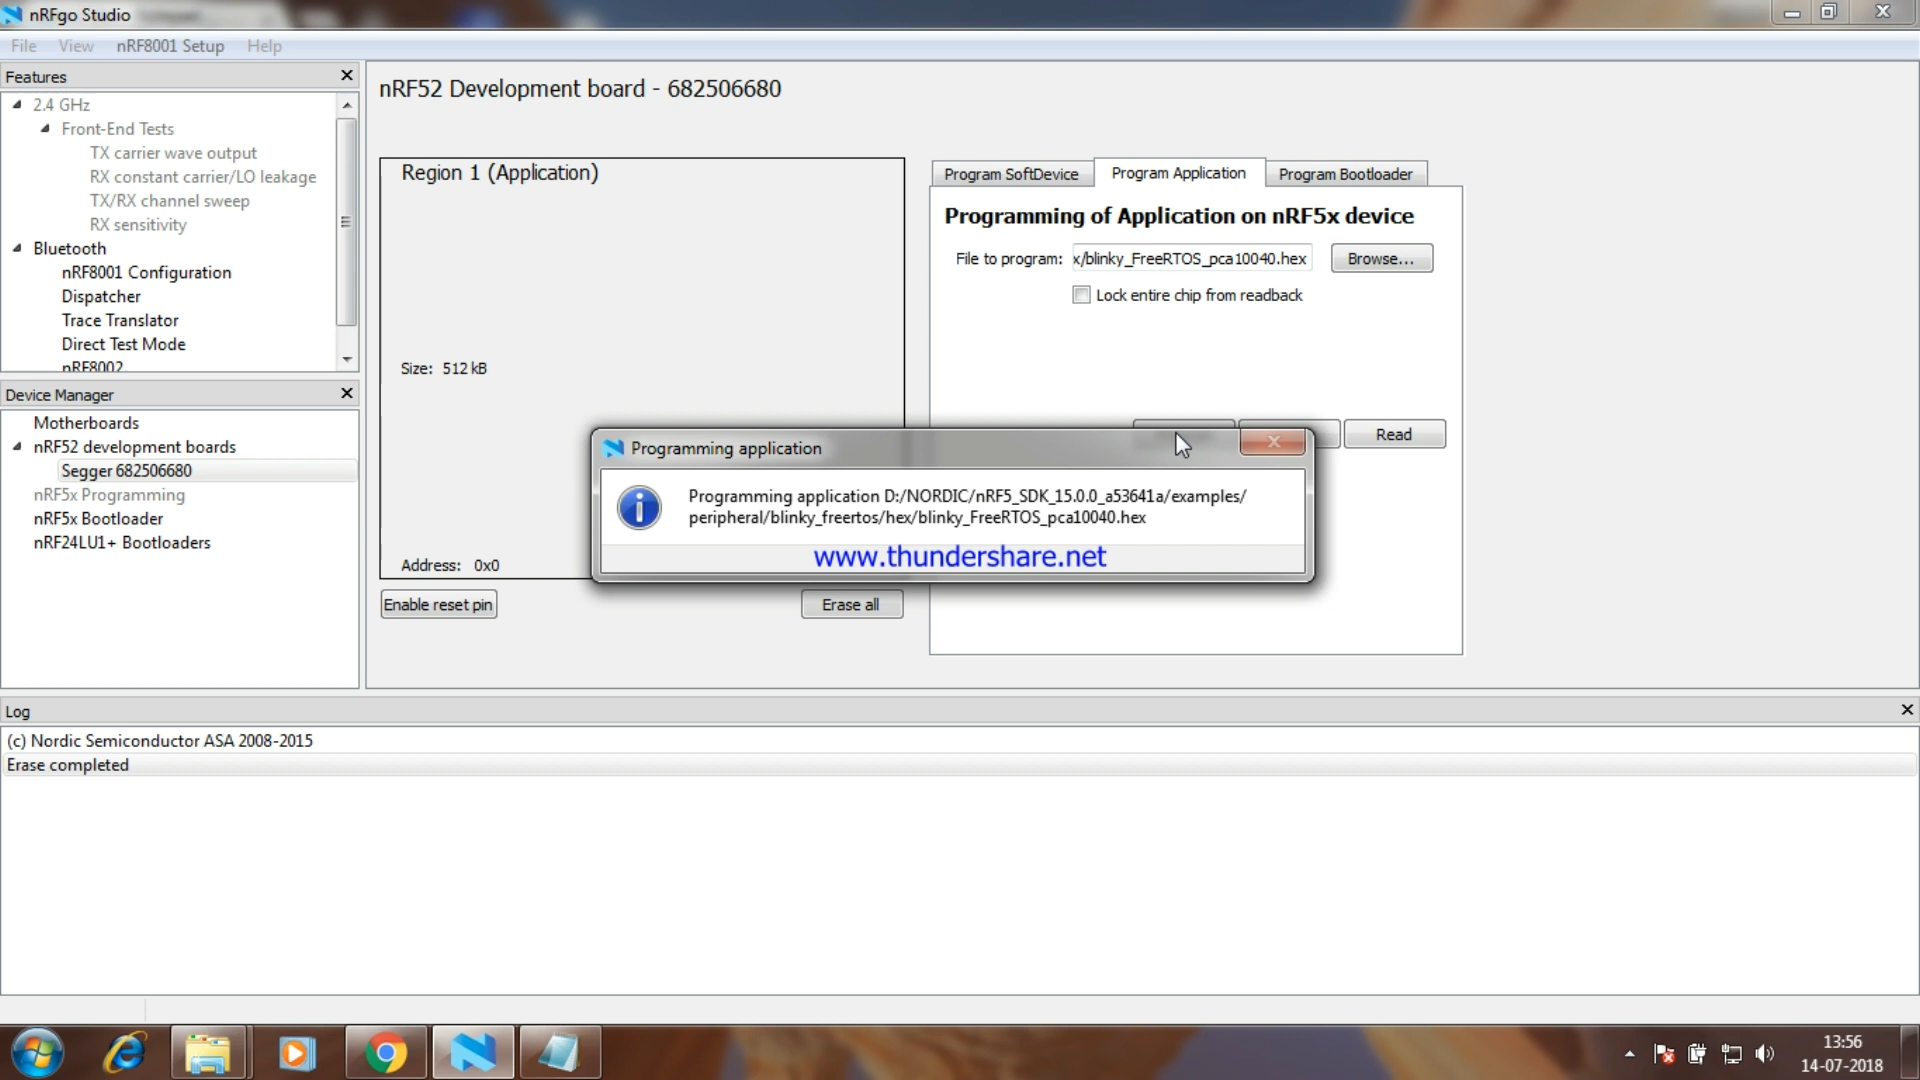 nRFgo Studio
File View nRF8001 Setup Help
Features
2.4 GHz
Front-End Tests
TX carrier wave output
RX constant carrier/LO leakage
TX/RX channel sweep
RX sensitivity
Bluetooth
nRF8001 Configuration
Dispatcher
Trace Translator
Direct Test Mode
nRF8002
Device Manager
Motherboards
nRF52 development boards
Segger 682506680
nRF5x Programming
nRF5x Bootloader
nRF24LU1+ Bootloaders
nRF52 Development board - 682506680
Region 1 (Application)
Size: 512 kB
Address: 0x0
Enable reset pin
Erase all
Program SoftDevice
Program Application
Program Bootloader
Programming of Application on nRF5x device
File to program: x/blinky_FreeRTOS_pca10040.hex Browse...
Lock entire chip from readback
Read
Programming application
Programming application D:/NORDIC/nRF5_SDK_15.0.0_a53641a/examples/
peripheral/blinky_freertos/hex/blinky_FreeRTOS_pca10040.hex
www.thundershare.net
Log
(c) Nordic Semiconductor ASA 2008-2015
Erase completed
13:56
14-07-2018